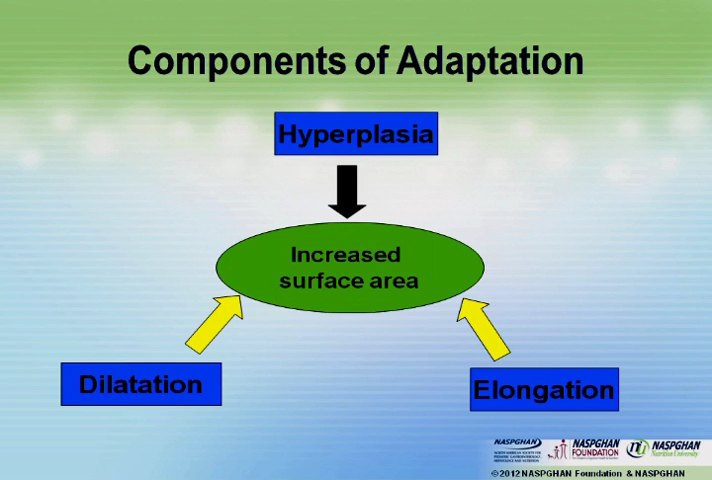 Components of Adaptation
Hyperplasia
Increased
surface area
Dilatation
Elongation
NASPGHAN
NASPGHAN
FOUNDATION
NASPGHAN
Nutrition University
©2012 NASPGHAN Foundation & NASPGHAN